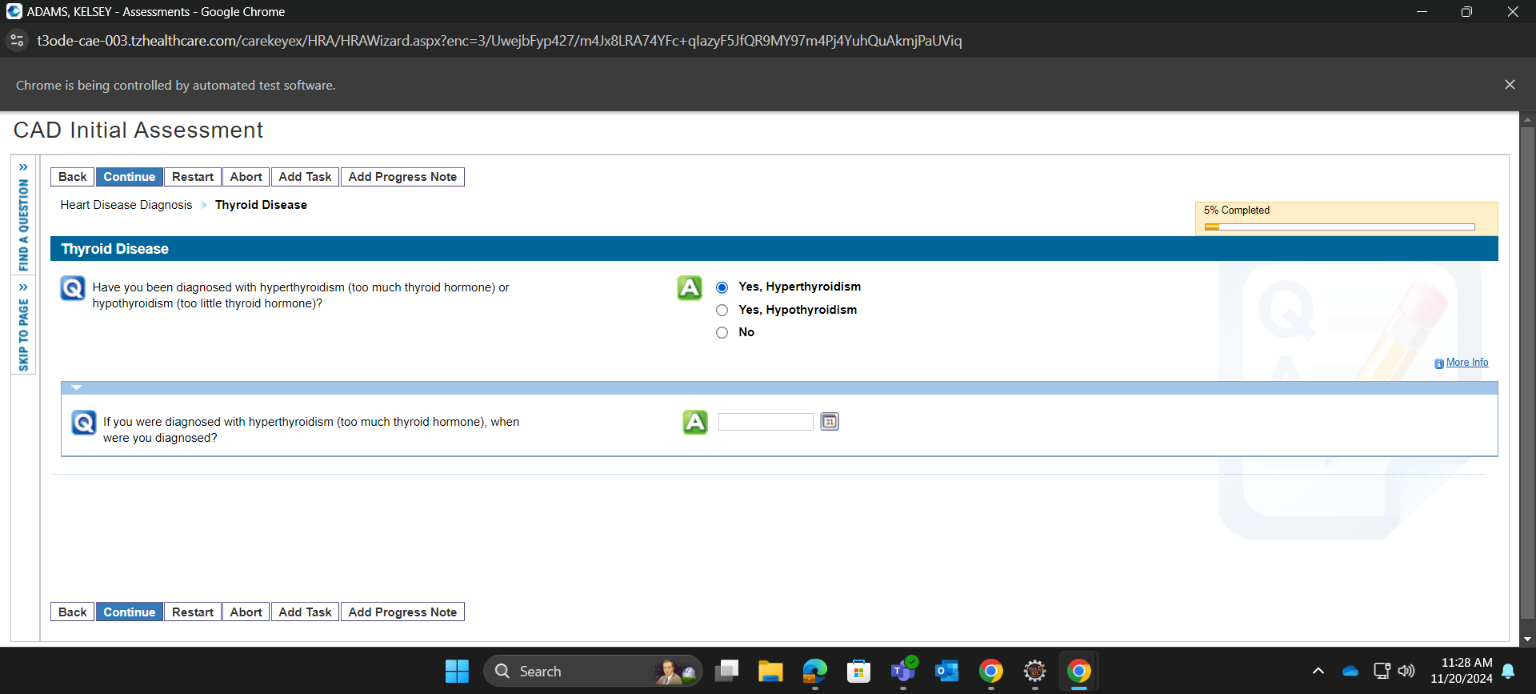 ADAMS, KELSEY - Assessments - Google Chrome
t3ode-cae-003.tzhealthcare.com/carekeyex/HRA/HRAWizard.aspx?enc=3/UwejbFyp427/m4Jx8LRA74YFc+qlazyF5JfQR9MY97m4Pj4YuhQuAkmjPaUViq
Chrome is being controlled by automated test software.
CAD Initial Assessment
FIND A QUESTION »
SKIP TO PAGE »
Back Continue Restart Abort Add Task Add Progress Note
Heart Disease Diagnosis Thyroid Disease
5% Completed
Thyroid Disease
Q Have you been diagnosed with hyperthyroidism (too much thyroid hormone) or
hypothyroidism (too little thyroid hormone)?
A Yes, Hyperthyroidism
Yes, Hypothyroidism
No
Q
A
i More Info
Q If you were diagnosed with hyperthyroidism (too much thyroid hormone), when
were you diagnosed?
A 31
Back Continue Restart Abort Add Task Add Progress Note
Search
11:28 AM
11/20/2024